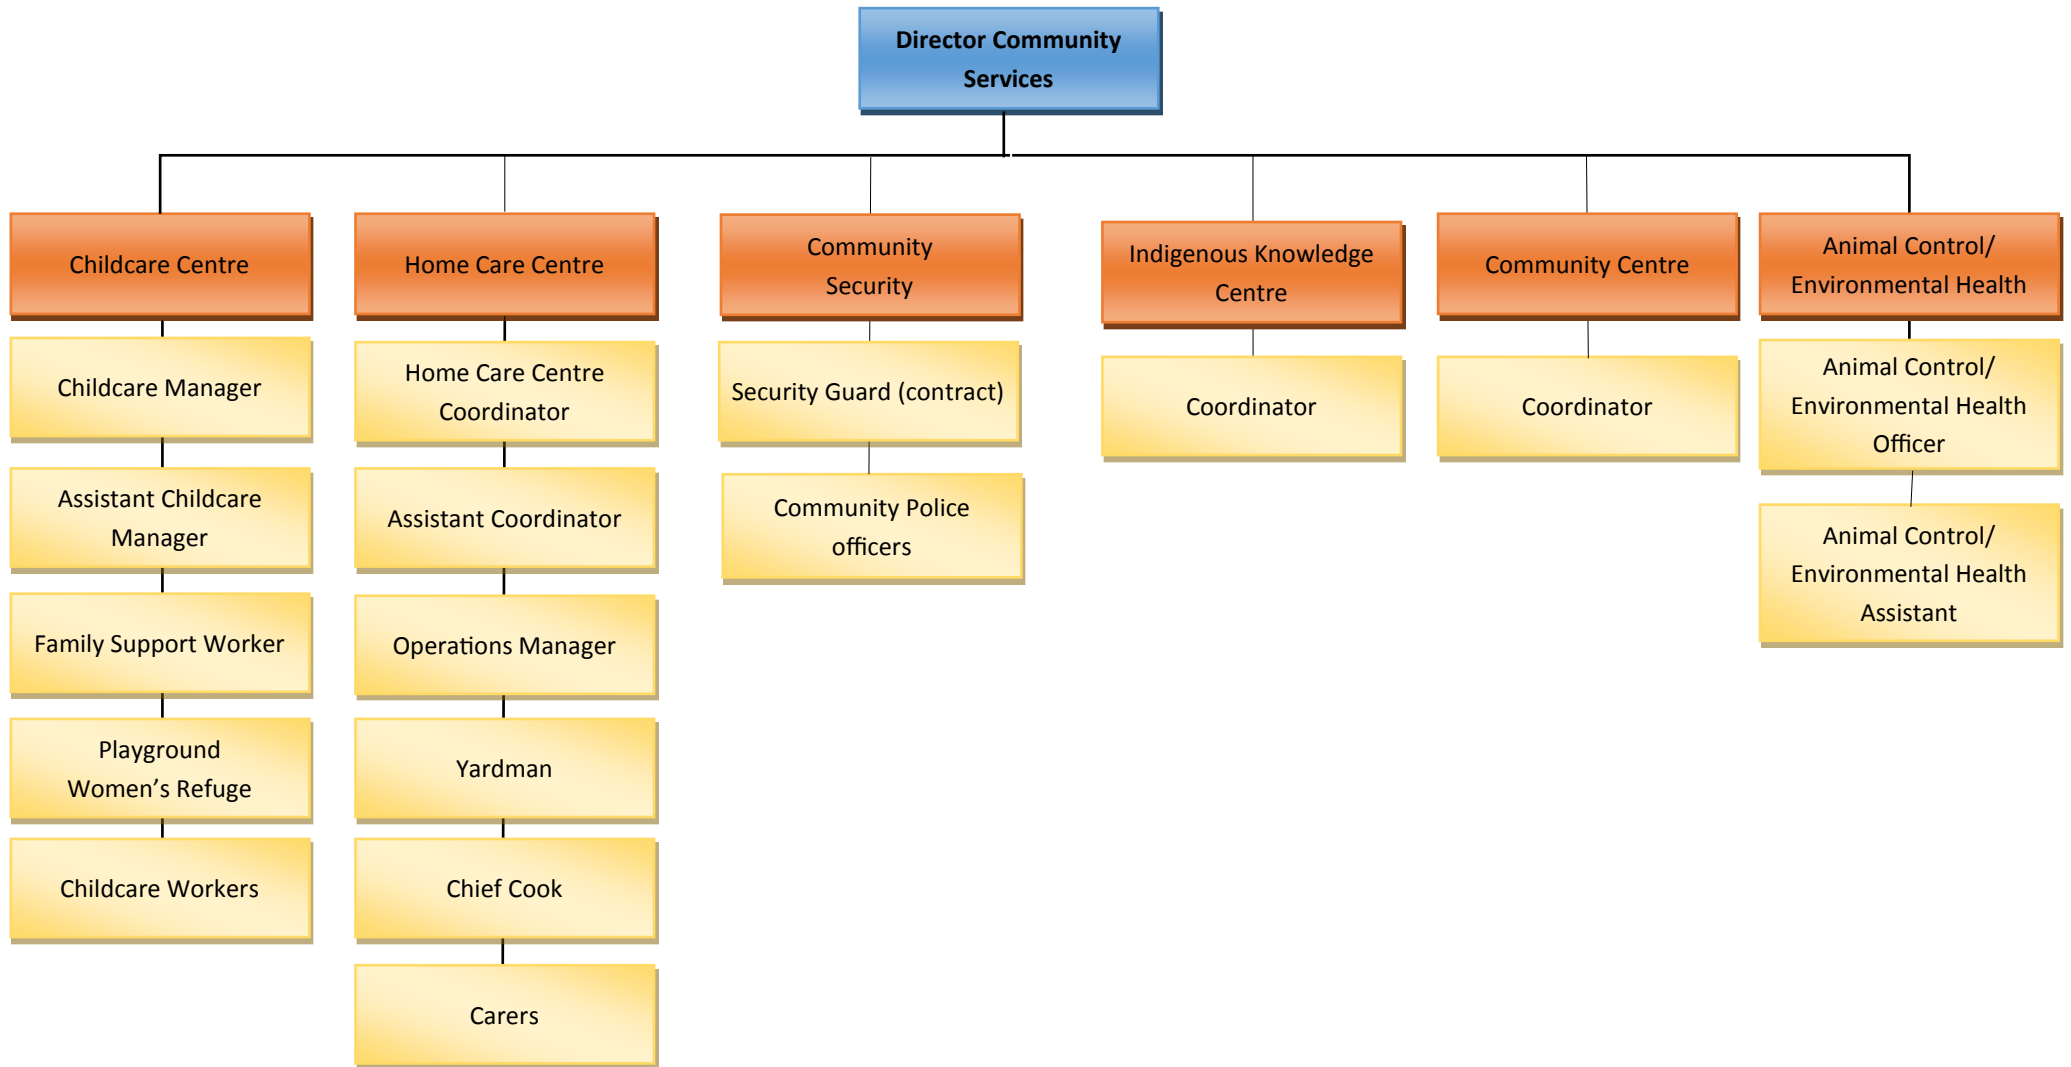 Director Community
Services
Childcare Centre
Home Care Centre
Community
Security
Indigenous Knowledge
Centre
Community Centre
Animal Control/
Environmental Health
Childcare Manager
Home Care Centre
Coordinator
Security Guard (contract)
Coordinator
Coordinator
Animal Control/
Environmental Health
Officer
Assistant Childcare
Manager
Assistant Coordinator
Community Police
officers
Animal Control/
Environmental Health
Assistant
Family Support Worker
Operations Manager
Playground
Women’s Refuge
Yardman
Childcare Workers
Chief Cook
Carers